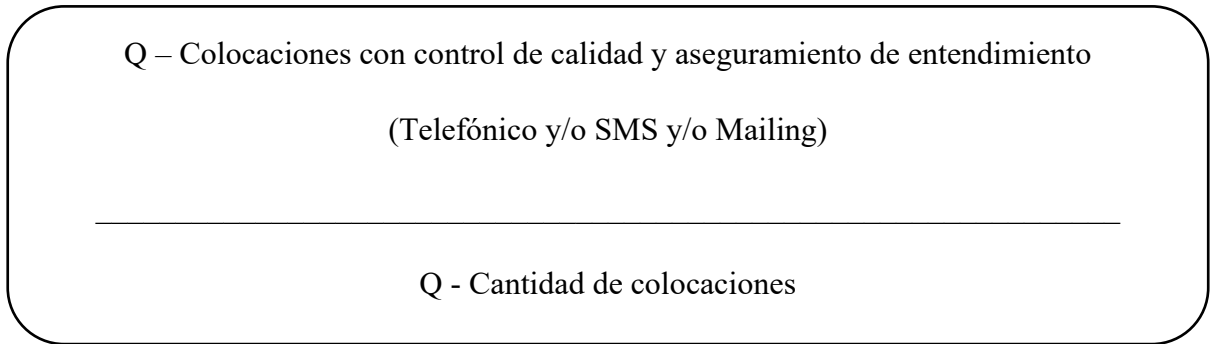 Q – Colocaciones con control de calidad y aseguramiento de entendimiento
(Telefónico y/o SMS y/o Mailing)
Q - Cantidad de colocaciones